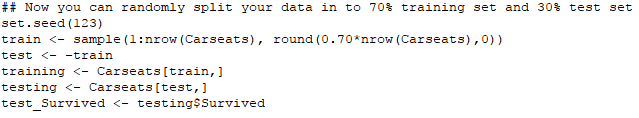 ## Now you can randomly split your data in to 70% training set and 30% test set
set.seed(123)
train <- sample(1:nrow(Carseats), round(0.70*nrow(Carseats),0))
test <- -train
training <- Carseats[train,]
testing <- Carseats[test,]
test_Survived <- testing$Survived